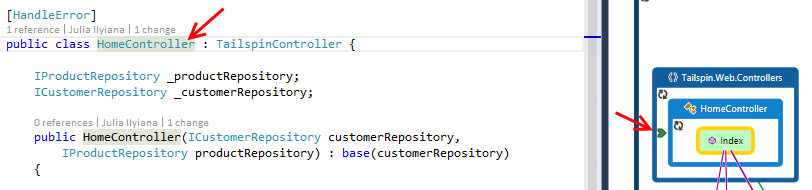 [HandleError]
1 reference | Julia Ilyiana | 1 change
public class HomeController : TailspinController {
IProductRepository _productRepository;
ICustomerRepository _customerRepository;
0 references | Julia Ilyiana | 1 change
public HomeController(ICustomerRepository customerRepository,
IProductRepository productRepository) : base(customerRepository)
{
Tailspin.Web.Controllers
HomeController
Index